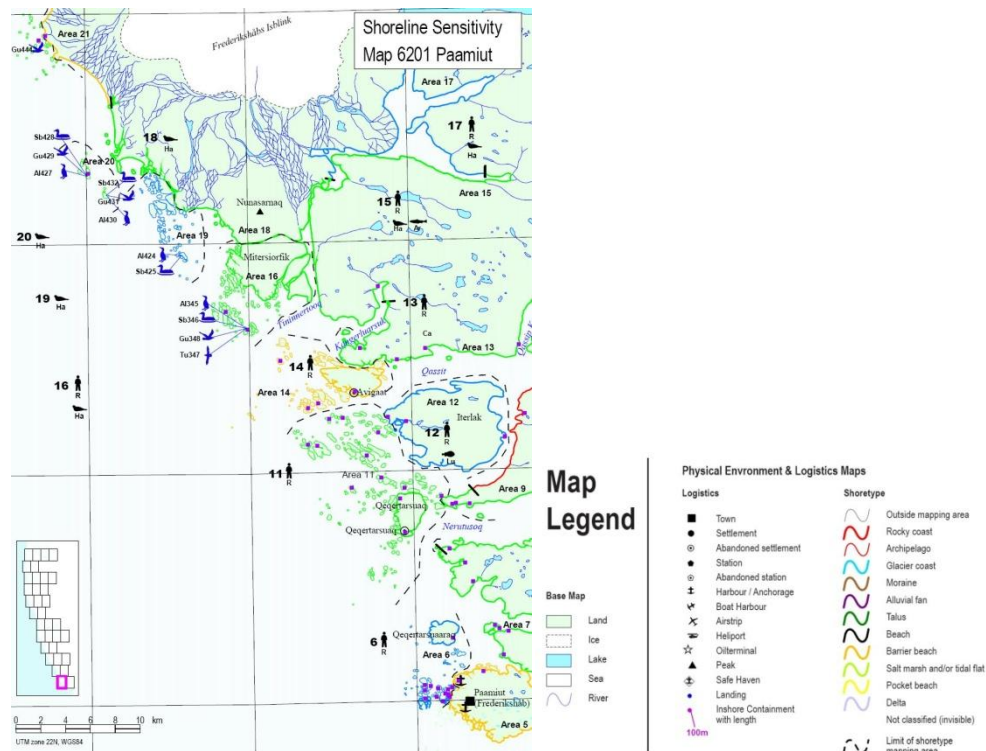 Shoreline Sensitivity
Map 6201 Paamiut
Frederikshåbs Isblink
Area 21
Gu444
Area 17
17
R
Ha
18
Ha
Sb428
Gu429
Area 20
Al427
Sb432
Gu431
Al430
Area 15
15
R
Ha
Nunasarnaq
20
Ha
Area 19
Area 18
Mitersiorfik
Area 16
Al424
Sb425
19
Ha
Al345
Sb346
Gu348
Tu347
Tininnertooq
13
R
Ca
Area 13
14
R
Qassit
16
R
Ha
Area 14
Avigaat
Area 12
Iterlak
12
R
Lu
11
R
Area 11
Area 9
Qeqertarsuaq
Qeqertarsuaq
Nerutusoq
6
R
Qeqertarsuaraq
Area 6
Area 7
Paamiut
(Frederikshåb)
Area 5
0 2 4 6 8 10 km
UTM zone 22N, WGS84
Map
Legend
Base Map
Land
Ice
Lake
Sea
River
Physical Envronment & Logistics Maps
Logistics
Town
Settlement
Abandoned settlement
Station
Abandoned station
Harbour / Anchorage
Boat Harbour
Airstrip
Heliport
Oilterminal
Peak
Safe Haven
Landing
Inshore Containment
with length
100m
Shoretype
Outside mapping area
Rocky coast
Archipelago
Glacier coast
Moraine
Alluvial fan
Talus
Beach
Barrier beach
Salt marsh and/or tidal flat
Pocket beach
Delta
Not classified (invisible)
Limit of shoretype
mapping area